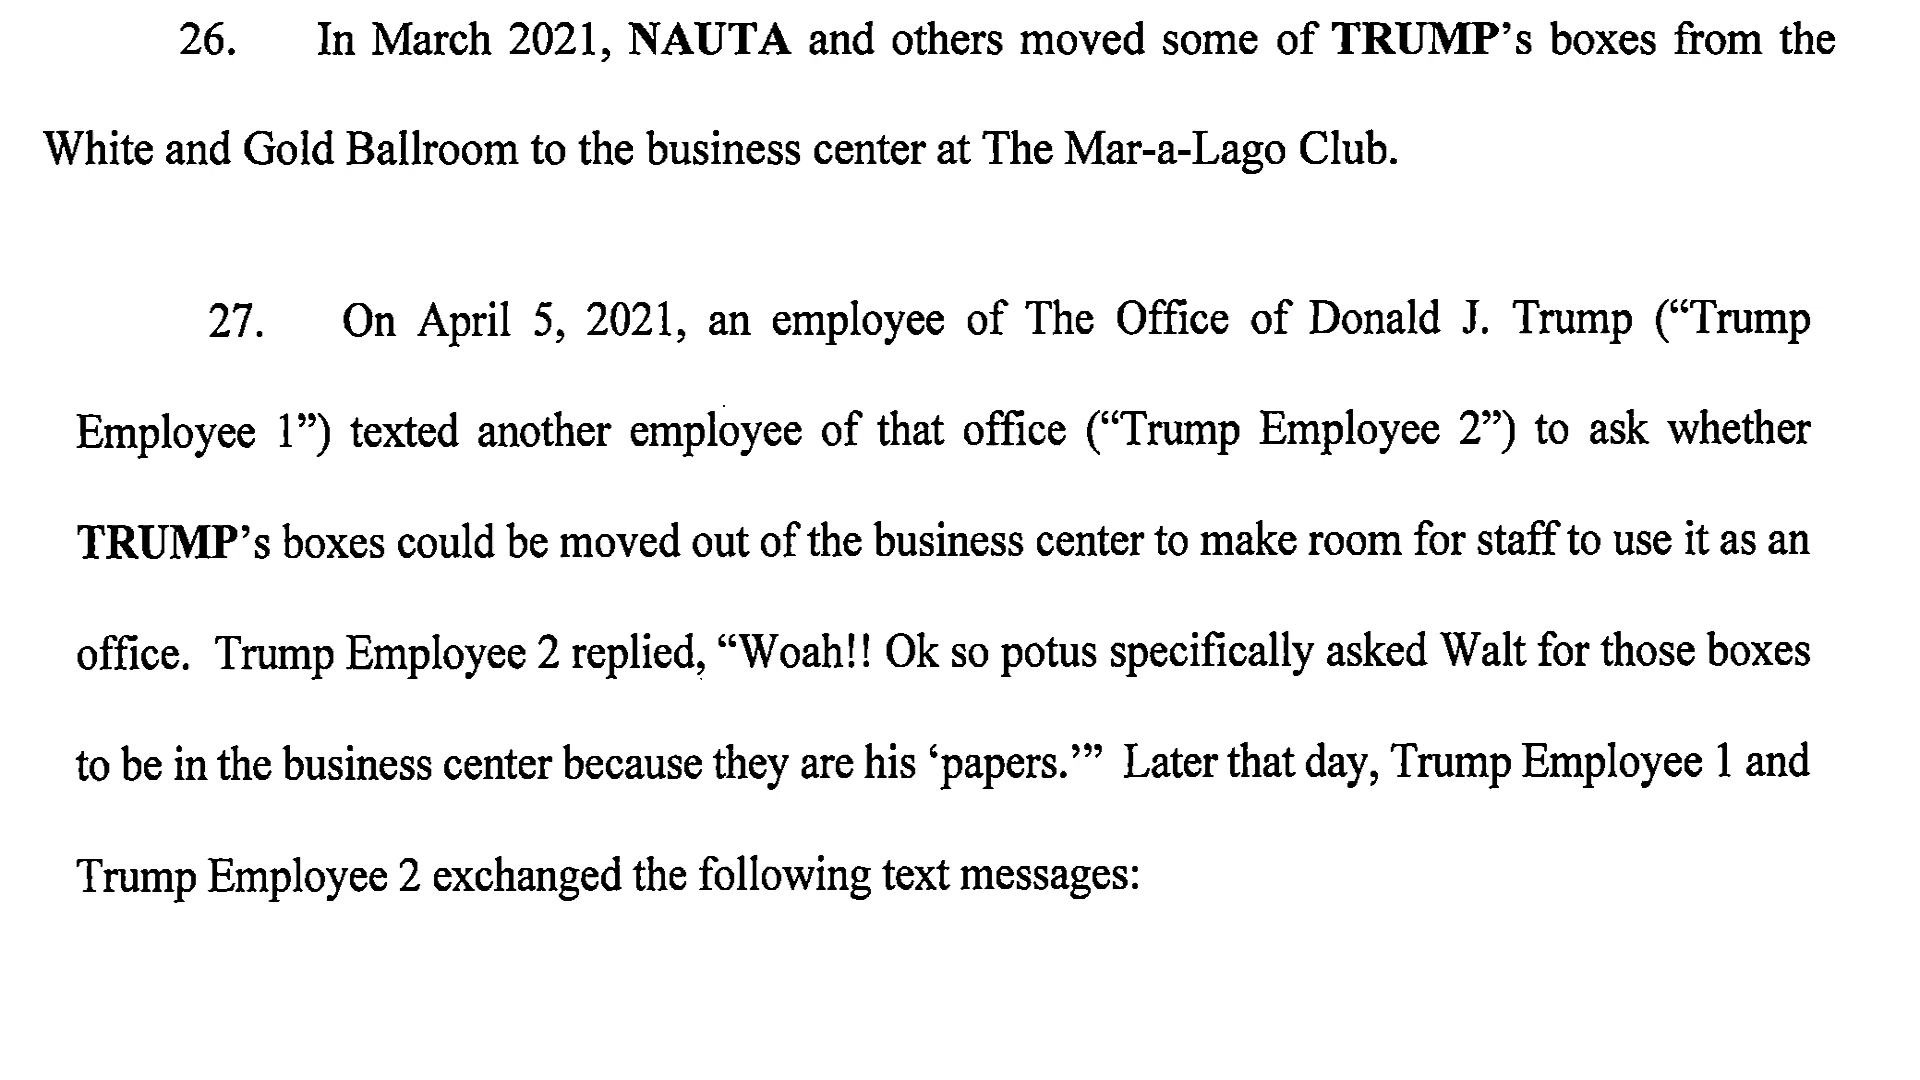 26. In March 2021, NAUTA and others moved some of TRUMP’s boxes from the
White and Gold Ballroom to the business center at The Mar-a-Lago Club.
27. On April 5, 2021, an employee of The Office of Donald J. Trump (“Trump
Employee 1”) texted another employee of that office (“Trump Employee 2”) to ask whether
TRUMP’s boxes could be moved out of the business center to make room for staff to use it as an
office. Trump Employee 2 replied, “Woah!! Ok so potus specifically asked Walt for those boxes
to be in the business center because they are his ‘papers.’” Later that day, Trump Employee 1 and
Trump Employee 2 exchanged the following text messages: